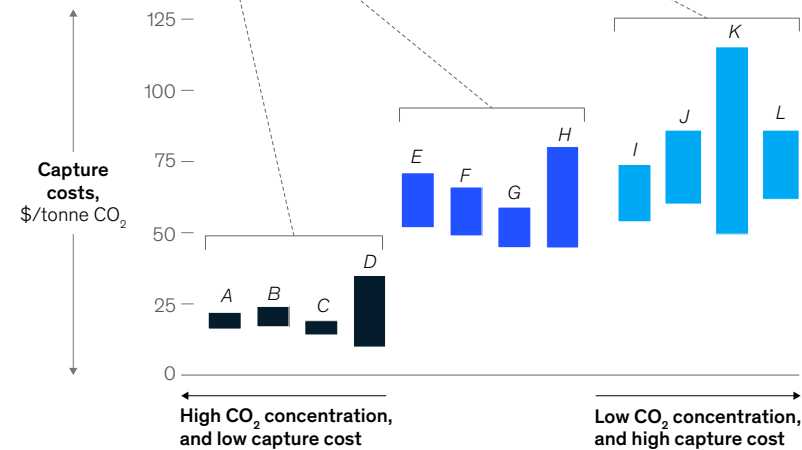 125
100
75
50
25
0
Capture
costs,
$/tonne CO₂
A
B
C
D
E
F
G
H
I
J
K
L
High CO₂ concentration,
and low capture cost
Low CO₂ concentration,
and high capture cost